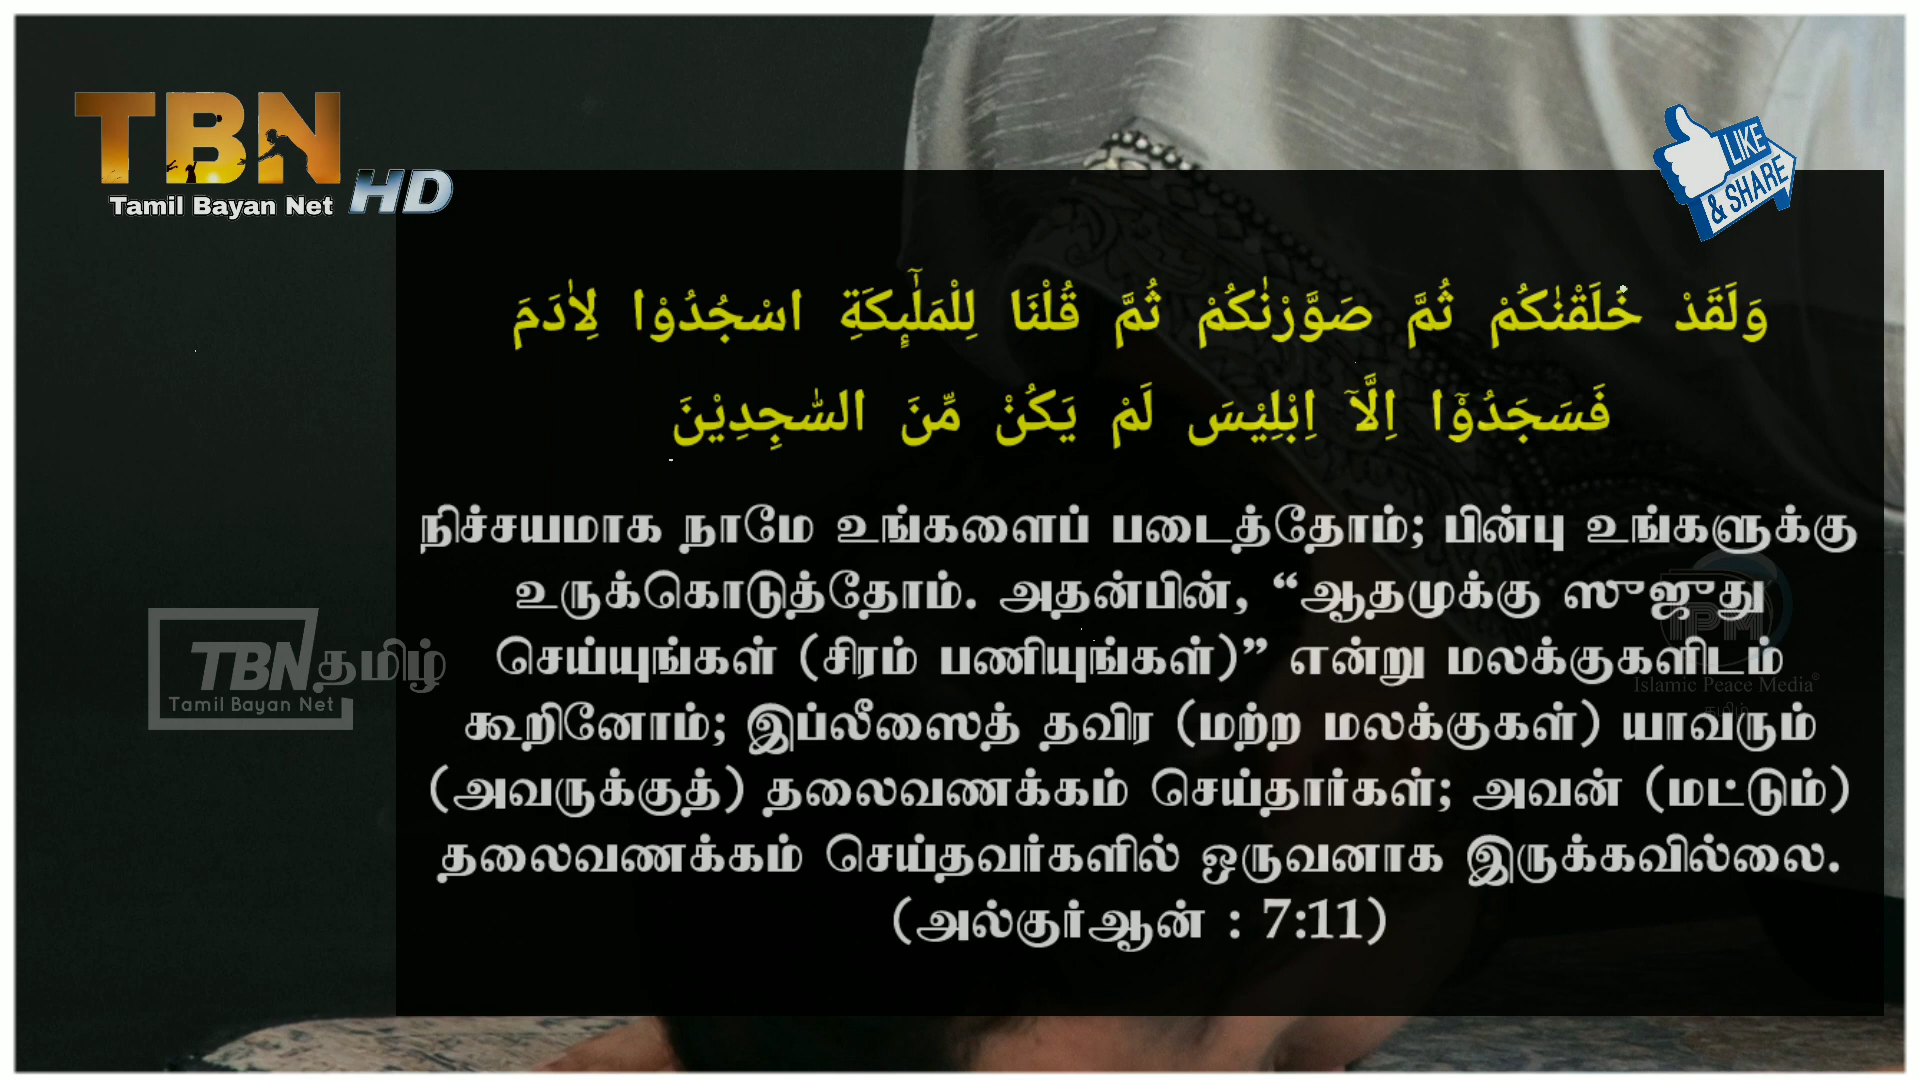 TBN
Tamil Bayan Net HD
LIKE
& SHARE
وَلَقَدْ خَلَقْنٰكُمْ ثُمَّ صَوَّرْنٰكُمْ ثُمَّ قُلْنَا لِلْمَلٰٓٮِٕكَةِ اسْجُدُوْا لِاٰدَمَ
فَسَجَدُوْۤا اِلَّاۤ اِبْلِيْسَ لَمْ يَكُنْ مِّنَ السّٰجِدِيْنَ
நிச்சயமாக நாமே உங்களைப் படைத்தோம்; பின்பு உங்களுக்கு
உருக்கொடுத்தோம். அதன்பின், “ஆதமுக்கு ஸுஜுது
செய்யுங்கள் (சிரம் பணியுங்கள்)” என்று மலக்குகளிடம்
கூறினோம்; இப்லீஸைத் தவிர (மற்ற மலக்குகள்) யாவரும்
(அவருக்குத்) தலைவணக்கம் செய்தார்கள்; அவன் (மட்டும்)
தலைவணக்கம் செய்தவர்களில் ஒருவனாக இருக்கவில்லை.
(அல்குர்ஆன் : 7:11)
TBN தமிழ்
Tamil Bayan Net
IPM
Islamic Peace Media®
தமிழ்